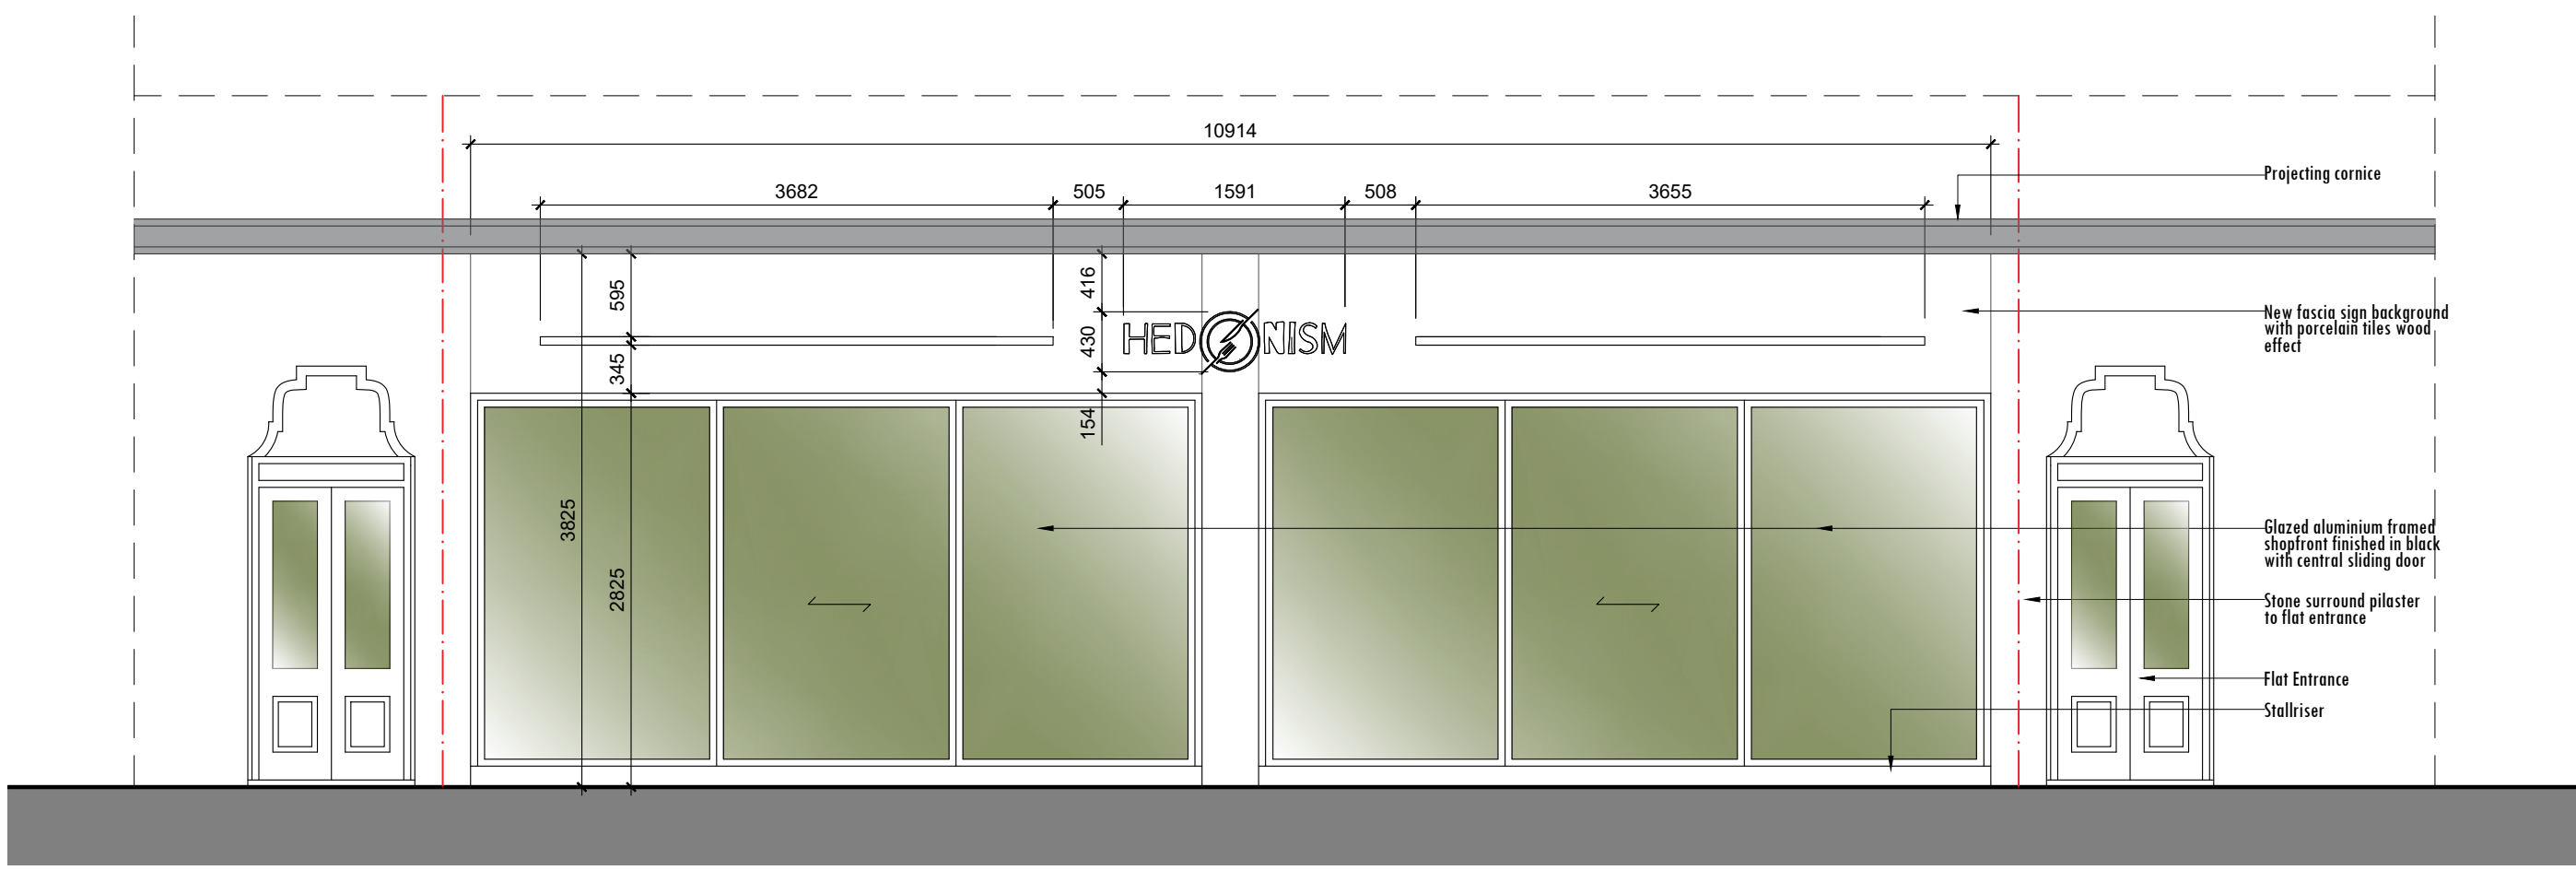 10914
3682
505
1591
508
3655
Projecting cornice
595
416
New fascia sign background
with porcelain tiles wood
effect
HEDONISM
430
345
154
3825
Glazed aluminium framed
shopfront finished in black
with central sliding door
2825
Stone surround pilaster
to flat entrance
Flat Entrance
Stallriser